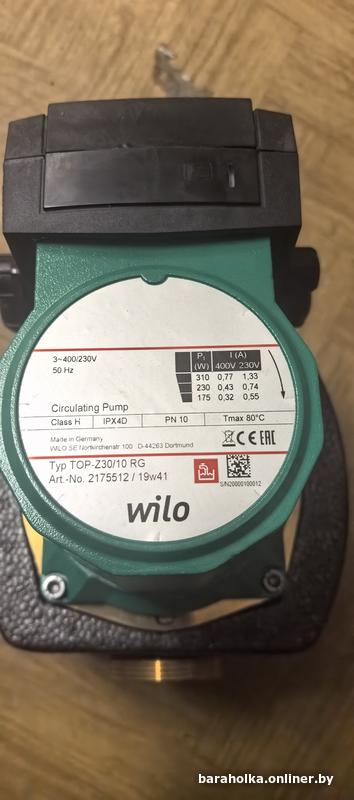 3~400/230V
50 Hz
P₁ I (A)
(W) 400V 230V
310 0,77 1,33
230 0,43 0,74
175 0,32 0,55
Circulating Pump
Class H IPX4D PN 10 Tmax 80°C
Made in Germany
WILO SE Nortkirchenstr. 100 D-44263 Dortmund
CE EAC
Typ TOP-Z30/10 RG
Art.-No. 2175512 / 19w41
S/N20000100012
wilo
baraholka.onliner.by